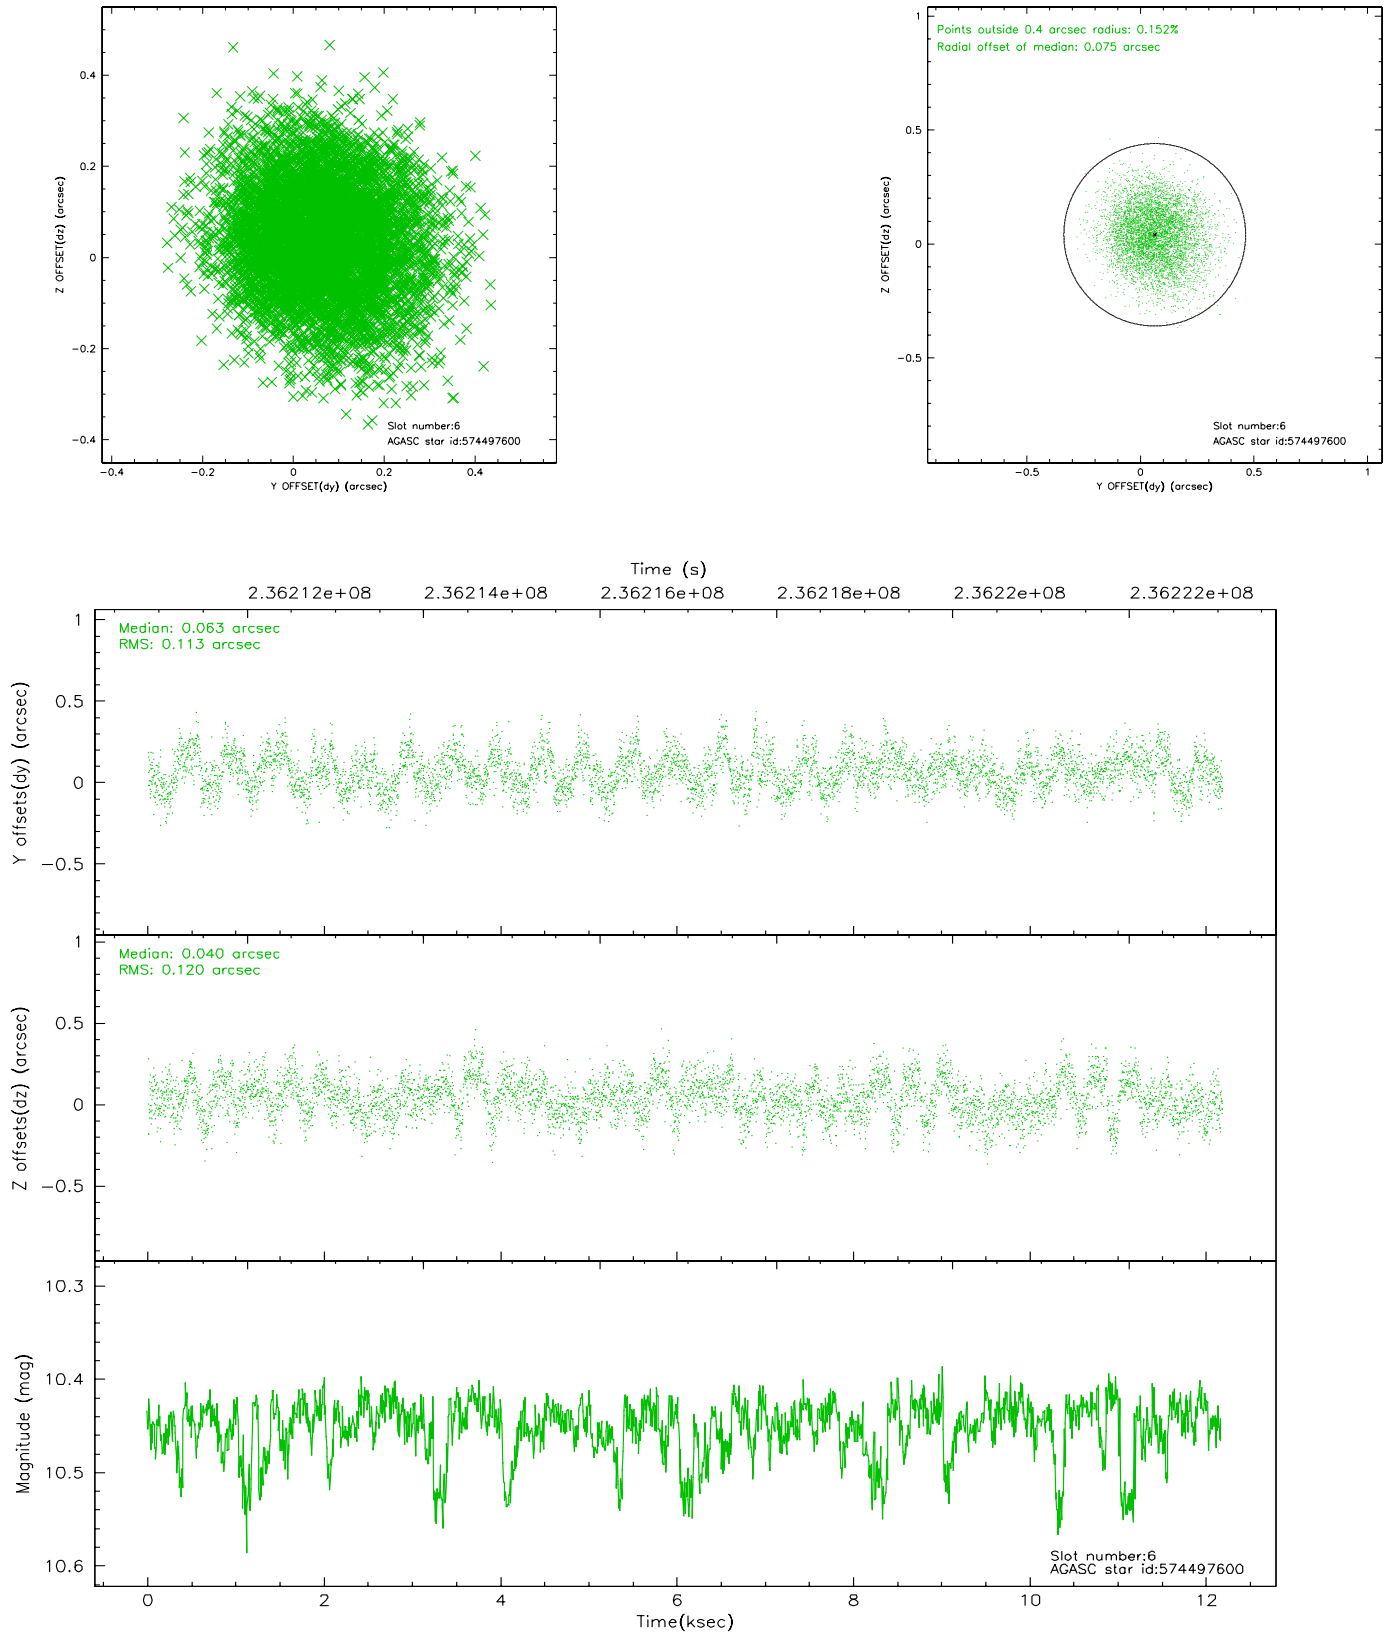 0.4
0.2
0
-0.2
-0.4
Z OFFSET(dz) (arcsec)
Slot number:6
AGASC star id:574497600
-0.4 -0.2 0 0.2 0.4
Y OFFSET(dy) (arcsec)
Points outside 0.4 arcsec radius: 0.152%
Radial offset of median: 0.075 arcsec
1
0.5
0
-0.5
Z OFFSET(dz) (arcsec)
Slot number:6
AGASC star id:574497600
-0.5 0 0.5 1
Y OFFSET(dy) (arcsec)
Time (s)
2.36212e+08 2.36214e+08 2.36216e+08 2.36218e+08 2.3622e+08 2.36222e+08
Median: 0.063 arcsec
RMS: 0.113 arcsec
1
0.5
0
-0.5
Y offsets(dy) (arcsec)
Median: 0.040 arcsec
RMS: 0.120 arcsec
1
0.5
0
-0.5
Z offsets(dz) (arcsec)
10.3
10.4
10.5
10.6
Magnitude (mag)
Slot number:6
AGASC star id:574497600
0 2 4 6 8 10 12
Time(ksec)